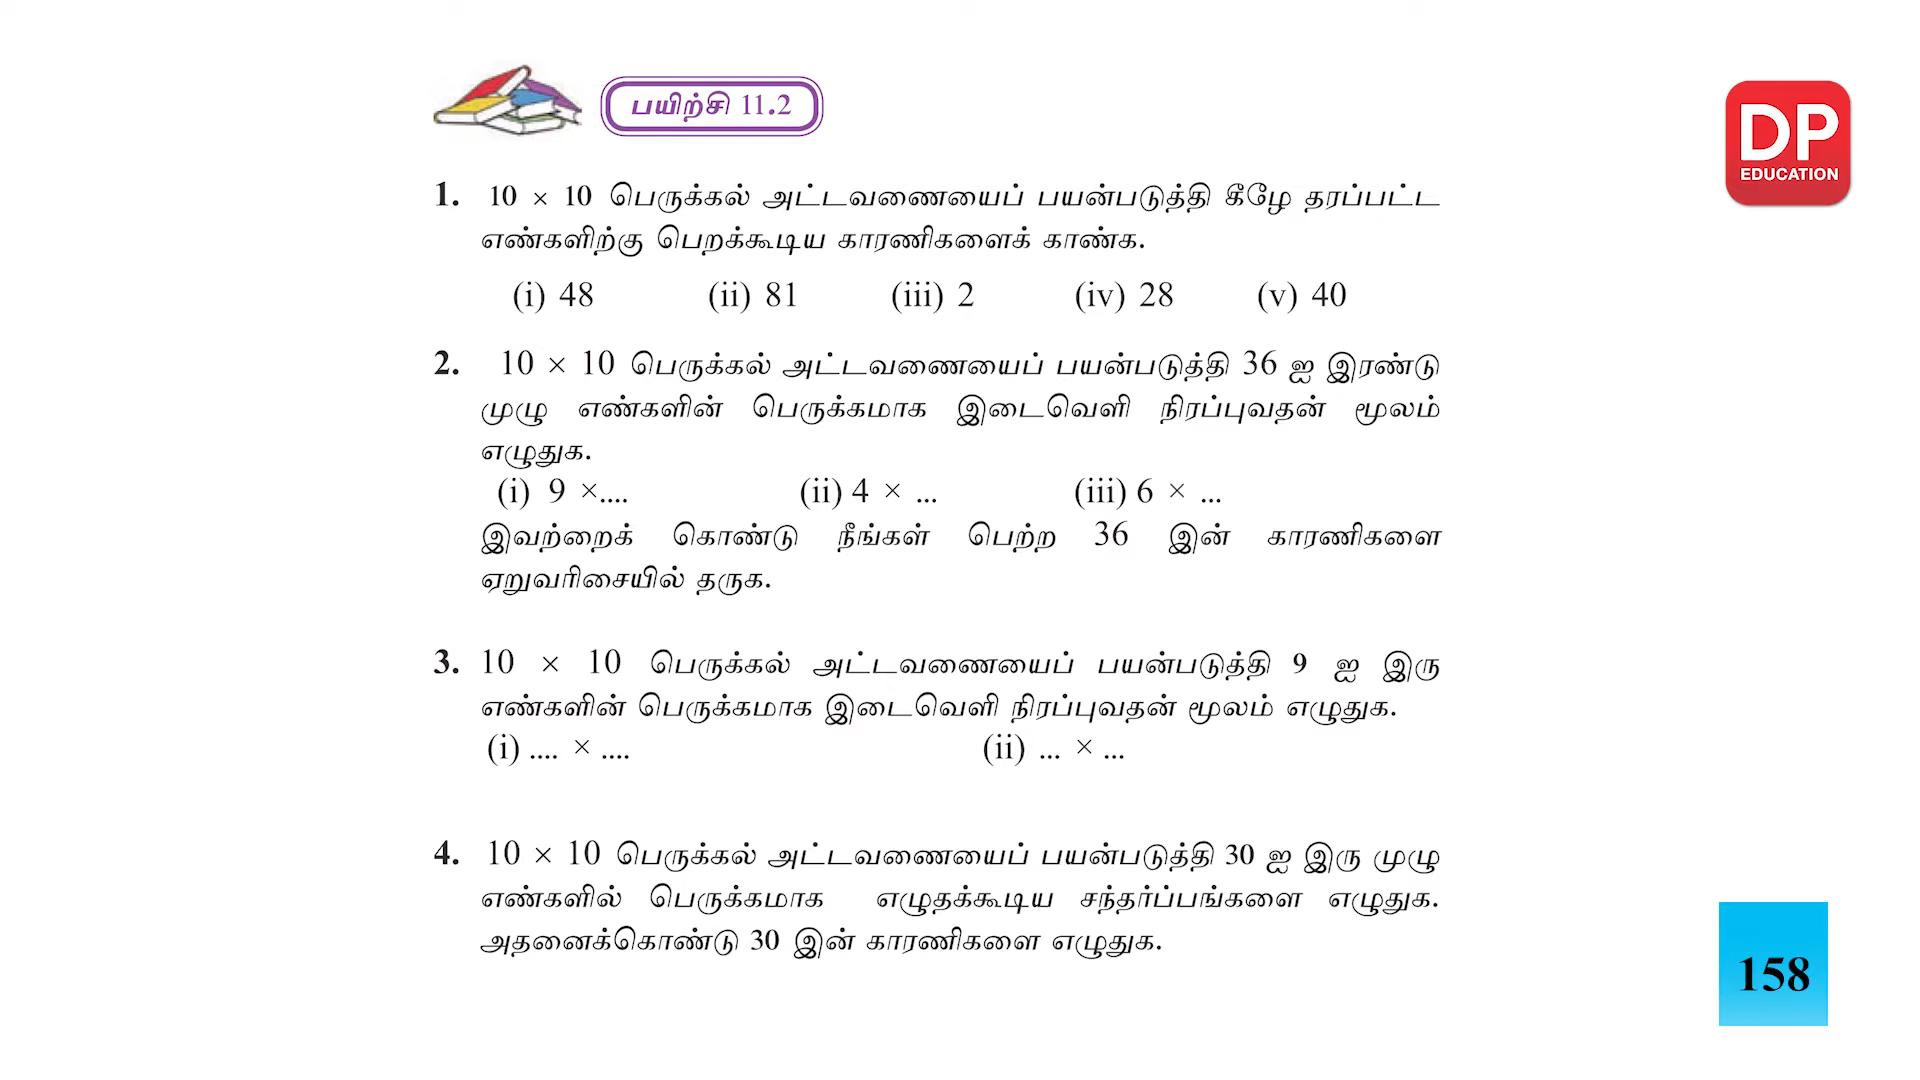 பயிற்சி 11.2
DP
EDUCATION
1. 10 × 10 பெருக்கல் அட்டவணையைப் பயன்படுத்தி கீழே தரப்பட்ட
எண்களிற்கு பெறக்கூடிய காரணிகளைக் காண்க.
(i) 48 (ii) 81 (iii) 2 (iv) 28 (v) 40
2. 10 × 10 பெருக்கல் அட்டவணையைப் பயன்படுத்தி 36 ஐ இரண்டு
முழு எண்களின் பெருக்கமாக இடைவெளி நிரப்புவதன் மூலம்
எழுதுக.
(i) 9 ×.... (ii) 4 × ... (iii) 6 × ...
இவற்றைக் கொண்டு நீங்கள் பெற்ற 36 இன் காரணிகளை
ஏறுவரிசையில் தருக.
3. 10 × 10 பெருக்கல் அட்டவணையைப் பயன்படுத்தி 9 ஐ இரு
எண்களின் பெருக்கமாக இடைவெளி நிரப்புவதன் மூலம் எழுதுக.
(i) .... × .... (ii) ... × ...
4. 10 × 10 பெருக்கல் அட்டவணையைப் பயன்படுத்தி 30 ஐ இரு முழு
எண்களில் பெருக்கமாக எழுதக்கூடிய சந்தர்ப்பங்களை எழுதுக.
அதனைக்கொண்டு 30 இன் காரணிகளை எழுதுக.
158